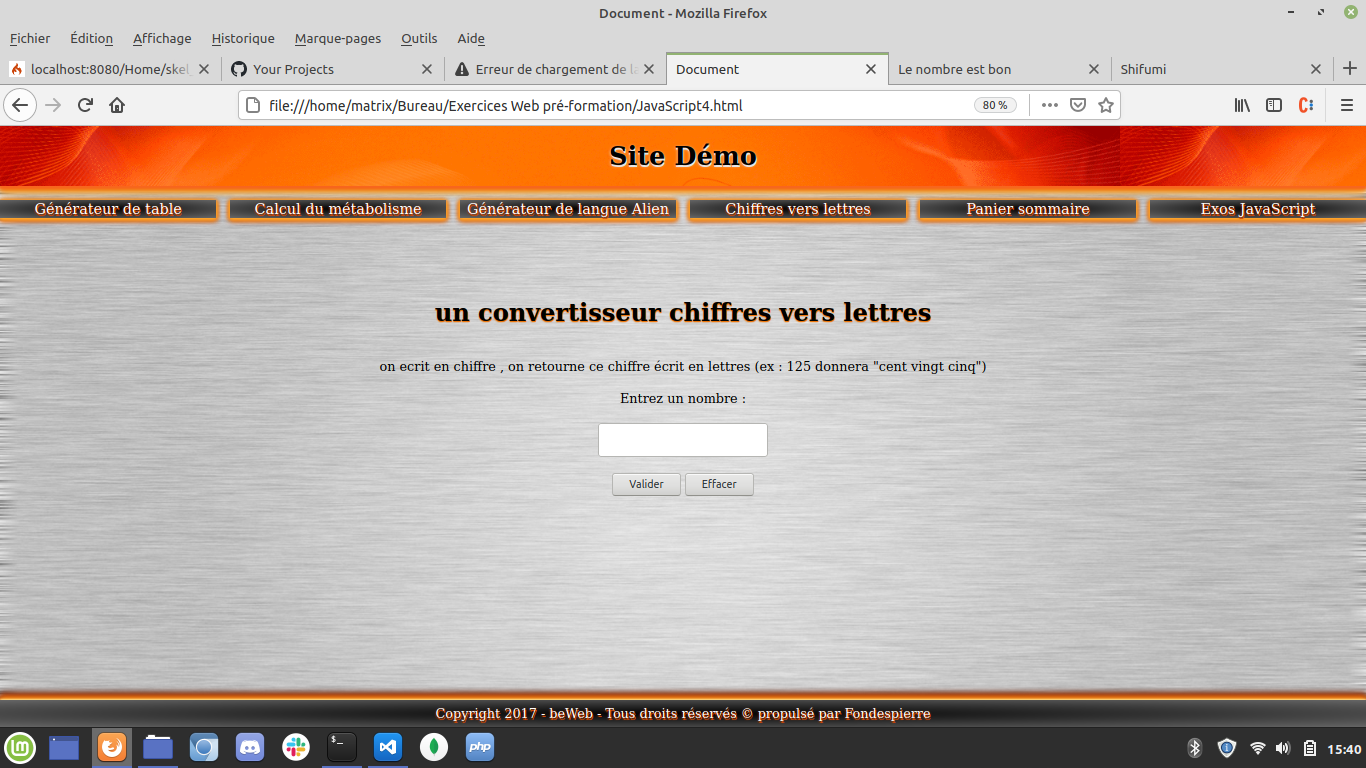 Document - Mozilla Firefox
Fichier Édition Affichage Historique Marque-pages Outils Aide
localhost:8080/Home/skel Your Projects Erreur de chargement de la Document Le nombre est bon Shifumi
file:///home/matrix/Bureau/Exercices Web pré-formation/JavaScript4.html 80 %
Site Démo
Générateur de table Calcul du métabolisme Générateur de langue Alien Chiffres vers lettres Panier sommaire Exos JavaScript
un convertisseur chiffres vers lettres
on ecrit en chiffre , on retourne ce chiffre écrit en lettres (ex : 125 donnera "cent vingt cinq")
Entrez un nombre :
Valider Effacer
Copyright 2017 - beWeb - Tous droits réservés © propulsé par Fondespierre
php 15:40